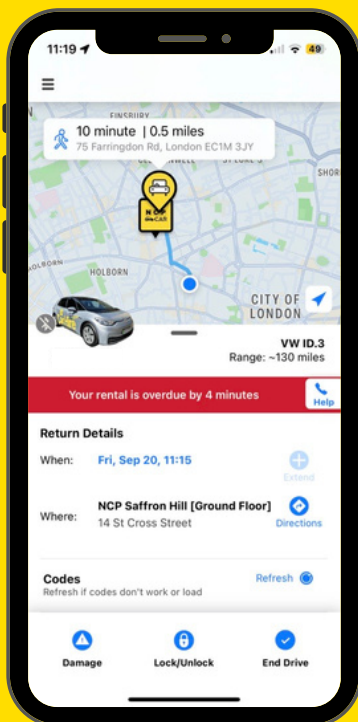 11:19
49
FINSBURY
10 minute | 0.5 miles
75 Farringdon Rd, London EC1M 3JY
SHOR
NCP
CAR
HOLBORN
HOLBORN
CITY OF
LONDON
VW ID.3
Range: ~130 miles
Your rental is overdue by 4 minutes
Help
Return Details
When: Fri, Sep 20, 11:15
Extend
Where: NCP Saffron Hill [Ground Floor]
14 St Cross Street
Directions
Codes
Refresh
Refresh if codes don't work or load
Damage
Lock/Unlock
End Drive